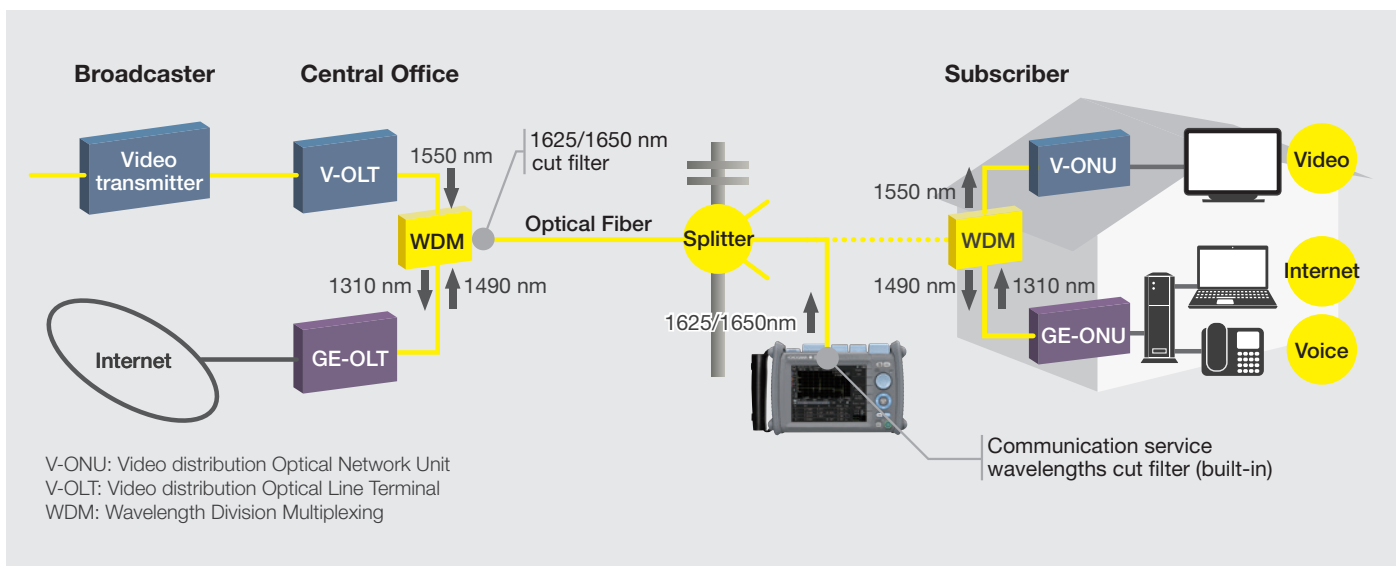 Broadcaster
Central Office
Subscriber
Video
transmitter
V-OLT
1550 nm
1625/1650 nm
cut filter
WDM
Optical Fiber
Splitter
1550 nm
V-ONU
Video
WDM
1310 nm
1490 nm
1490 nm
1310 nm
Internet
Internet
GE-OLT
1625/1650nm
GE-ONU
Voice
Communication service
wavelengths cut filter (built-in)
V-ONU: Video distribution Optical Network Unit
V-OLT: Video distribution Optical Line Terminal
WDM: Wavelength Division Multiplexing